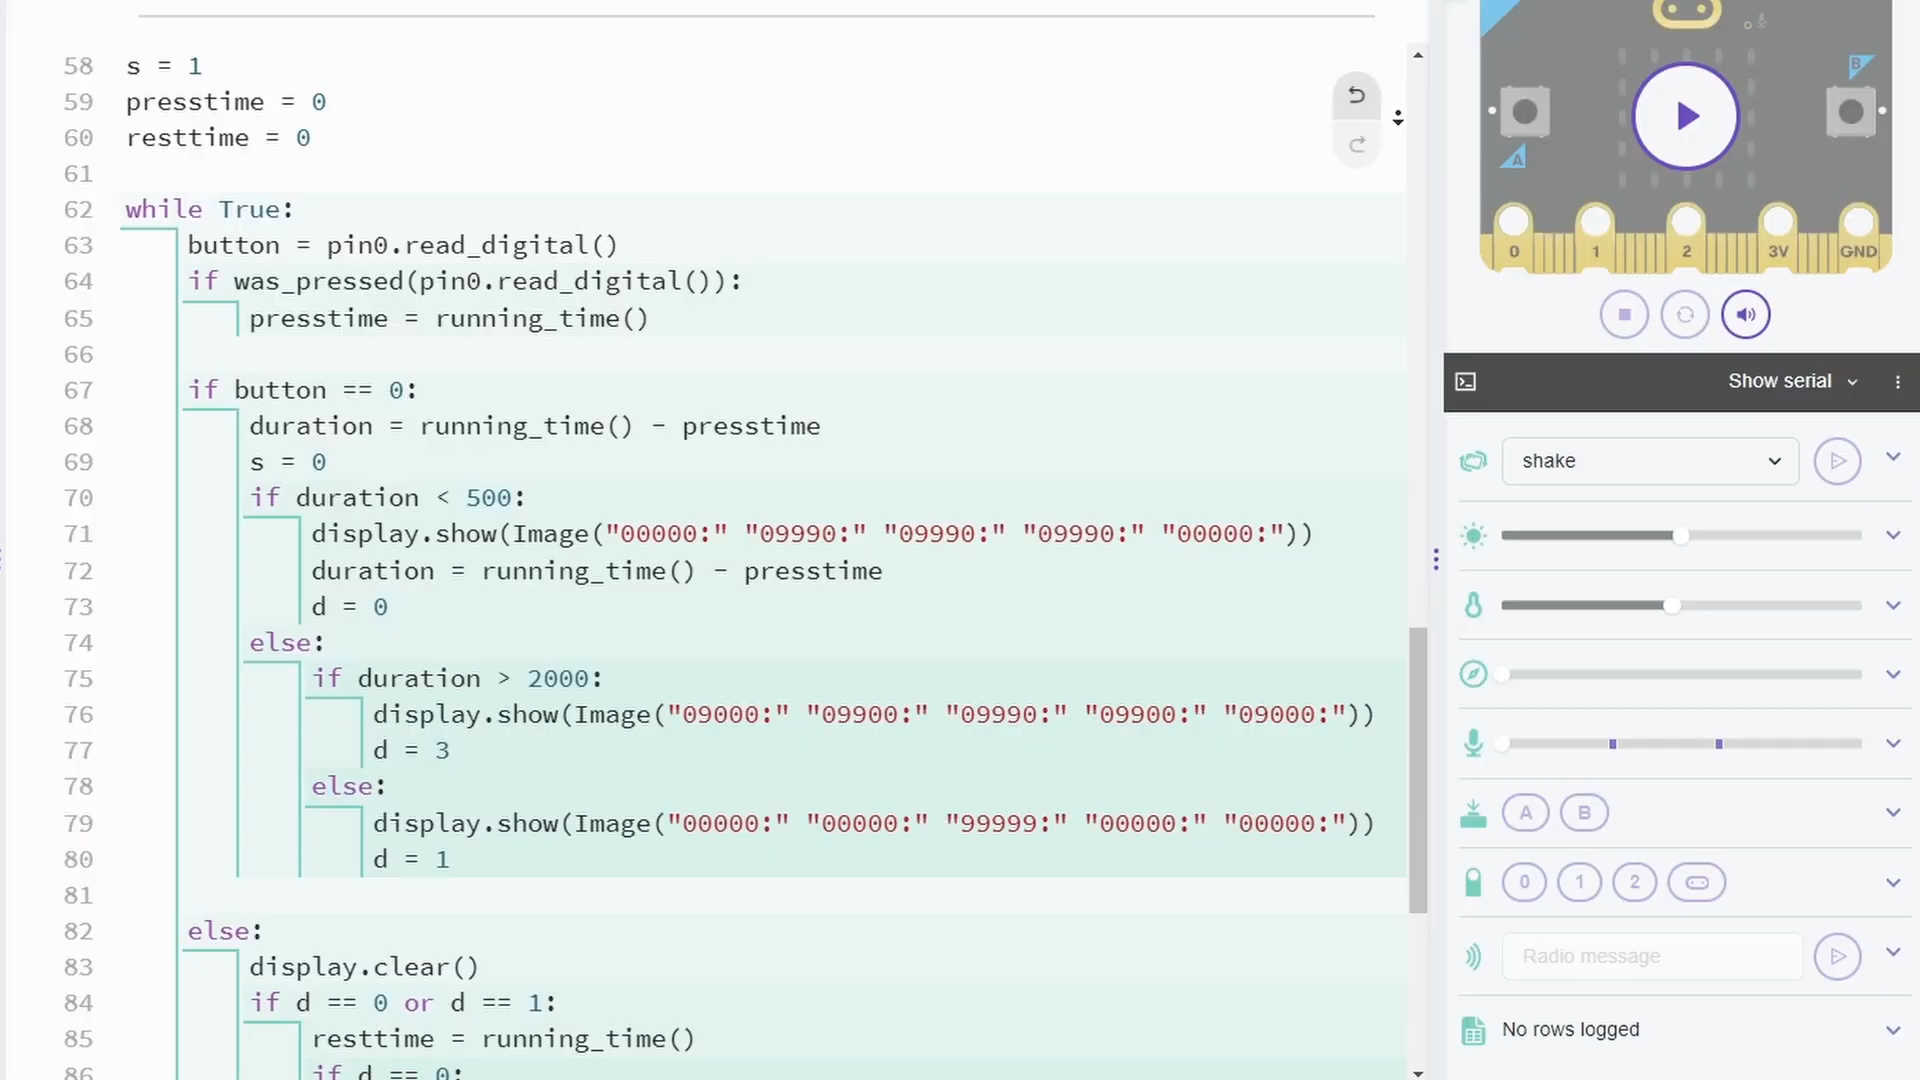 58 s = 1
59 presstime = 0
60 resttime = 0
61
62 while True:
63 button = pin0.read_digital()
64 if was_pressed(pin0.read_digital()):
65 presstime = running_time()
66
67 if button == 0:
68 duration = running_time() - presstime
69 s = 0
70 if duration < 500:
71 display.show(Image("00000:" "09990:" "09990:" "09990:" "00000:"))
72 duration = running_time() - presstime
73 d = 0
74 else:
75 if duration > 2000:
76 display.show(Image("09000:" "09900:" "09990:" "09900:" "09000:"))
77 d = 3
78 else:
79 display.show(Image("00000:" "00000:" "99999:" "00000:" "00000:"))
80 d = 1
81
82 else:
83 display.clear()
84 if d == 0 or d == 1:
85 resttime = running_time()
86 if d == 0:
B
A
0 1 2 3V GND
Show serial
shake
A B
0 1 2
Radio message
No rows logged